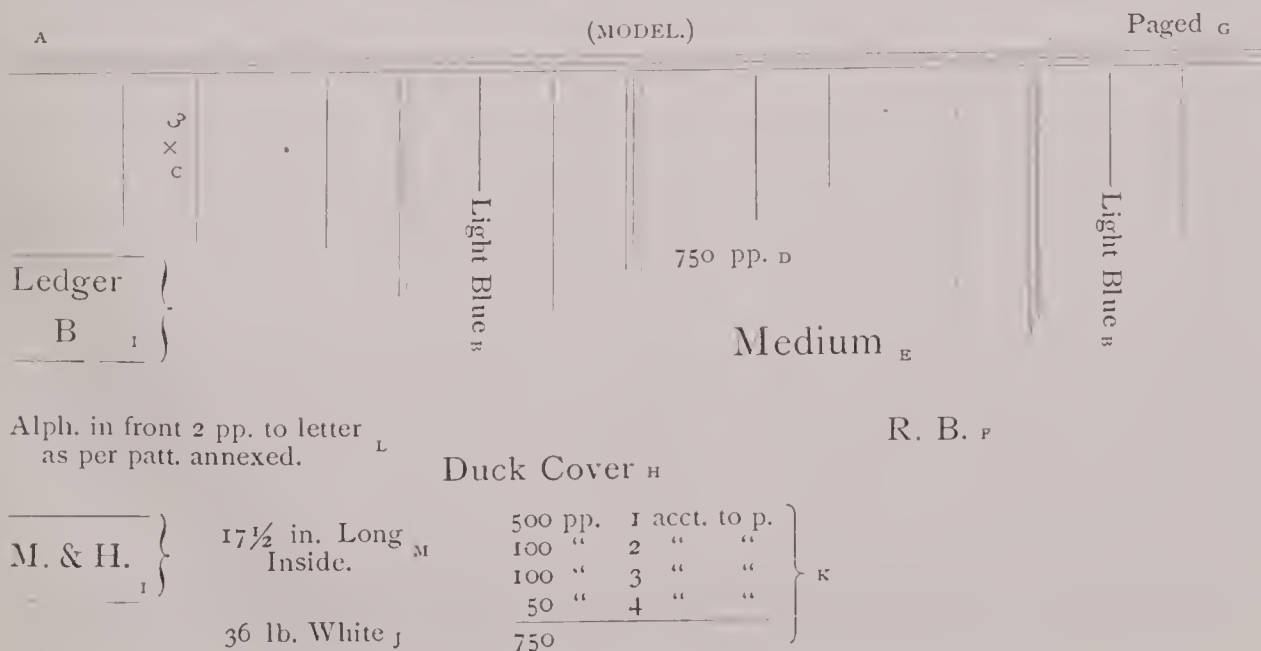 A (MODEL.) Paged G
3
×
C
Light Blue B
Light Blue B
750 pp. D
Ledger
B I
Medium E
Alph. in front 2 pp. to letter L
as per patt. annexed.
R. B. F
Duck Cover H
M. & H. I
17½ in. Long M
Inside.
36 lb. White J
500 pp. 1 acct. to p.
100 “ 2 “ “
100 “ 3 “ “
50 “ 4 “ “
K
750